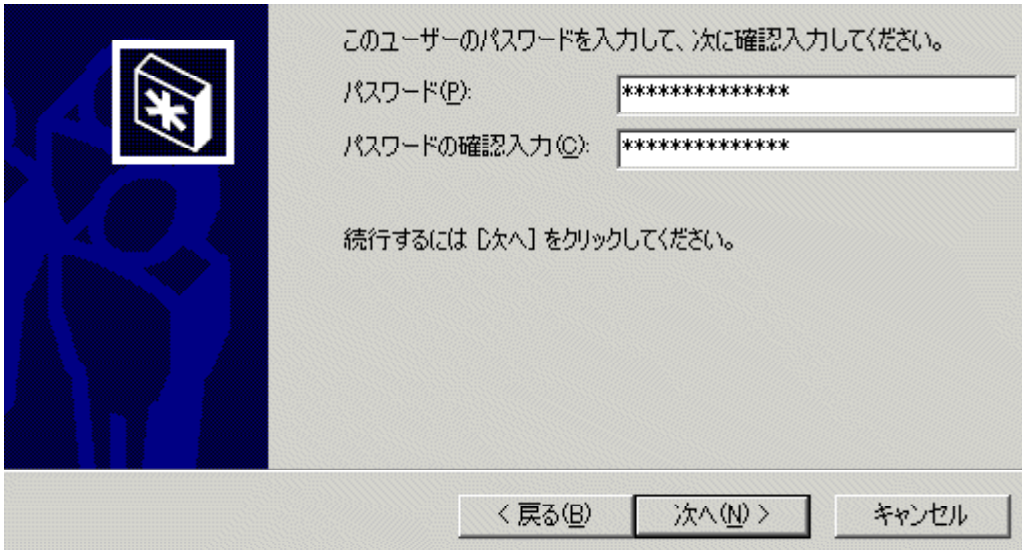 このユーザーのパスワードを入力して、次に確認入力してください。
パスワード(P): **************
パスワードの確認入力(C): **************
続行するには [次へ] をクリックしてください。
< 戻る(B) 次へ(N) > キャンセル